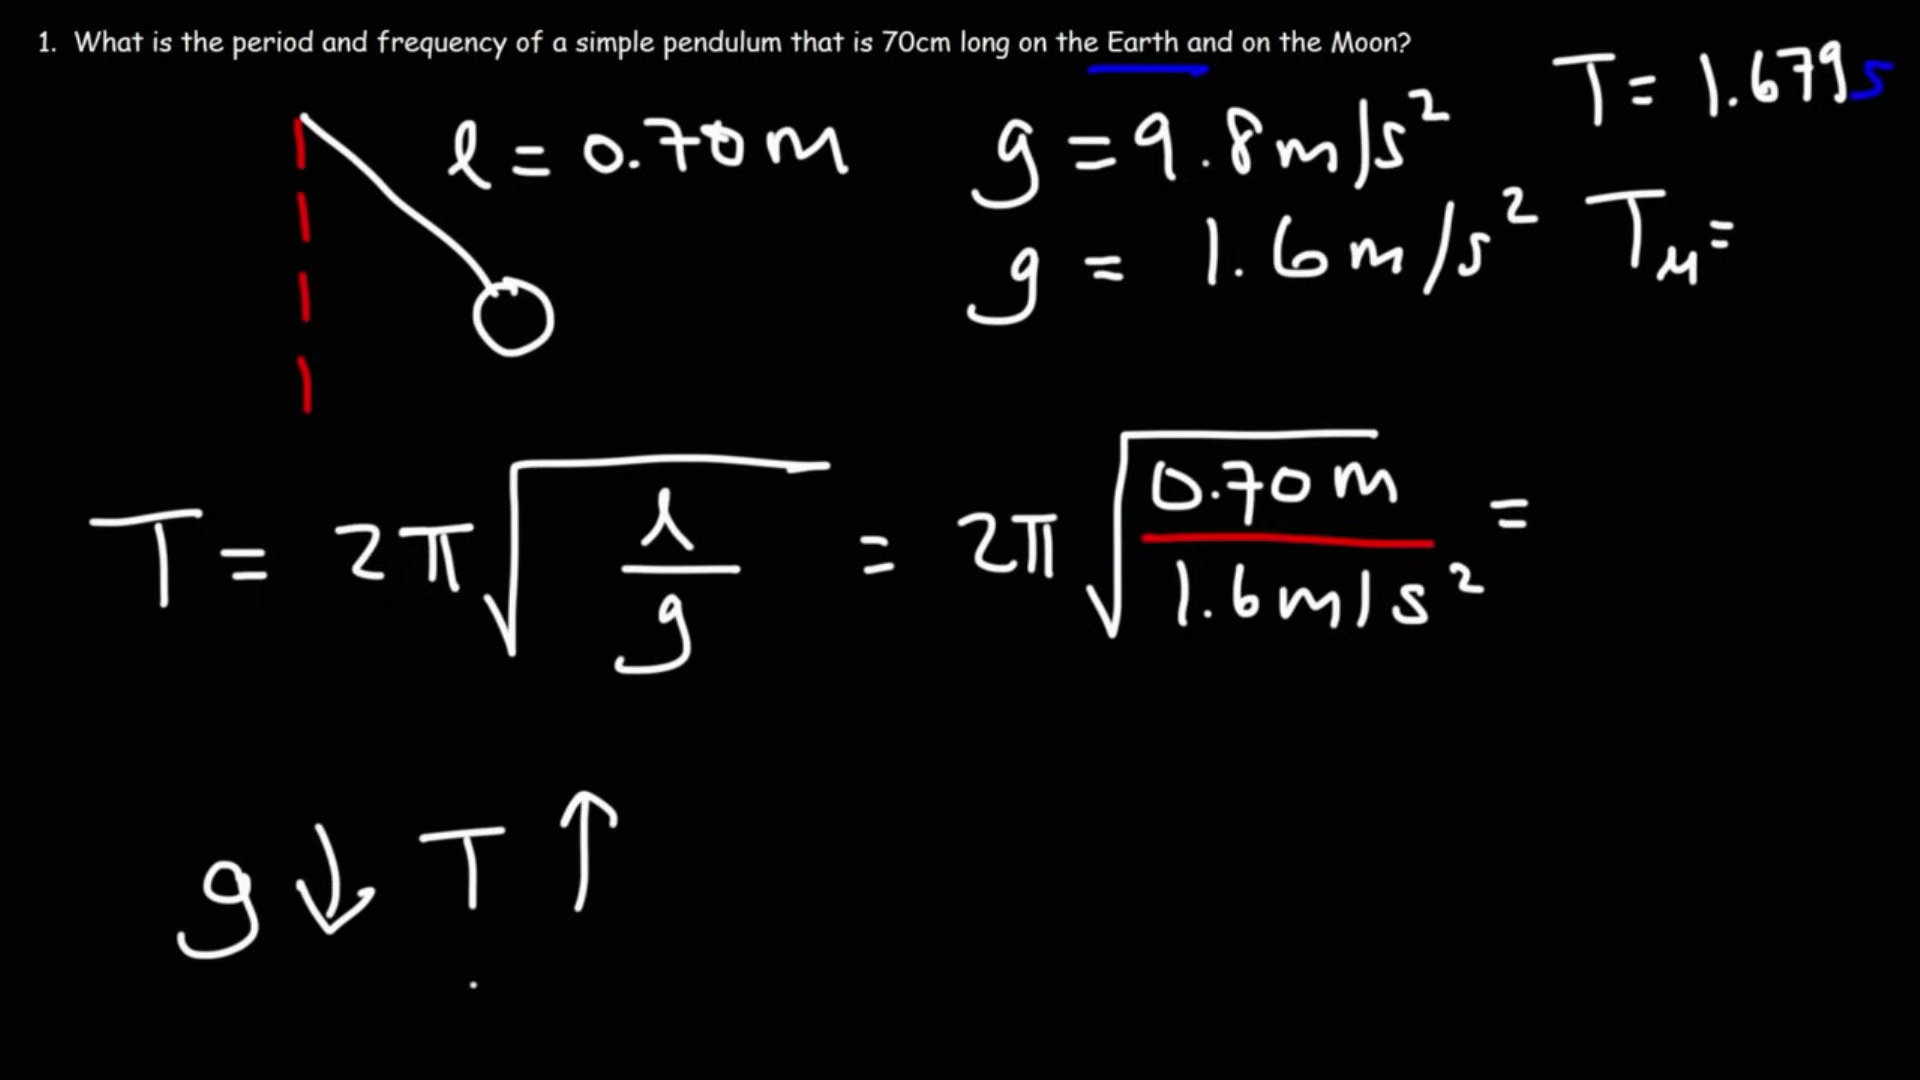 1. What is the period and frequency of a simple pendulum that is 70cm long on the Earth and on the Moon?
T = 1.679s
l = 0.70m
g = 9.8m/s²
g = 1.6m/s²
T_M =
T = 2π√(l/g) = 2π√(0.70m/1.6m/s²) =
g↓ T↑